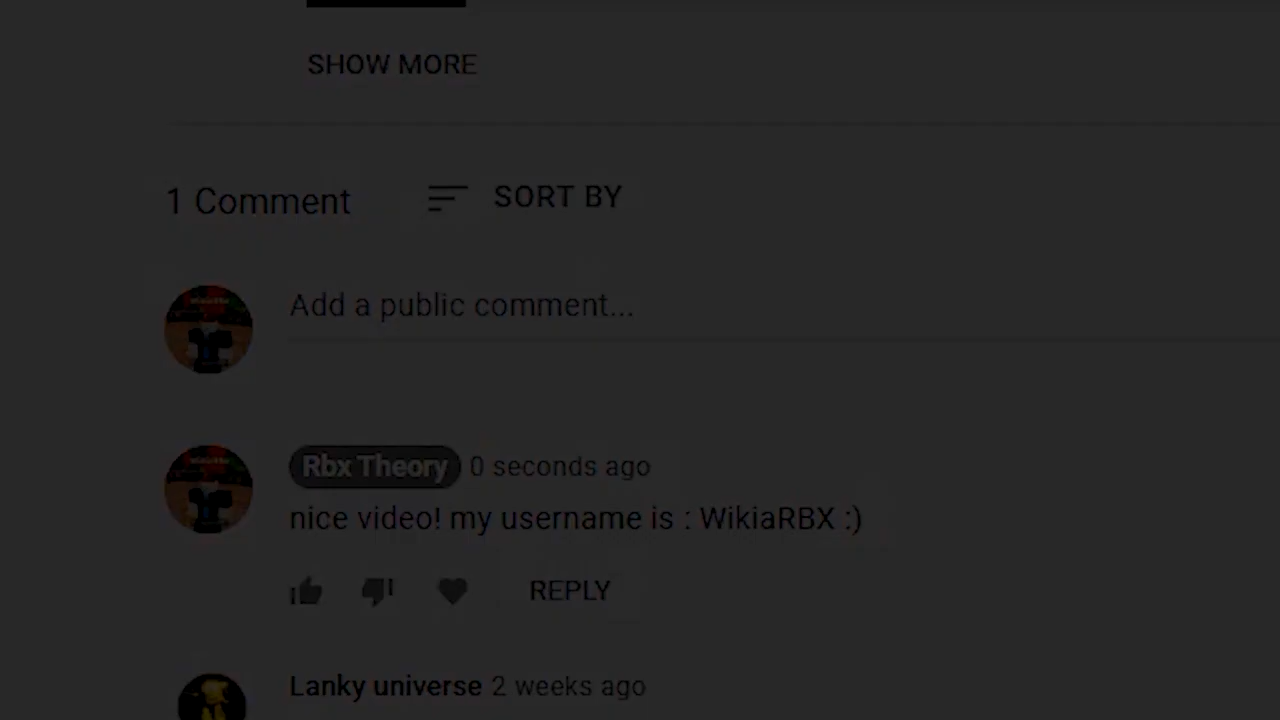 SHOW MORE
1 Comment
SORT BY
Add a public comment...
Rbx Theory 0 seconds ago
nice video! my username is : WikiaRBX :)
REPLY
Lanky universe 2 weeks ago